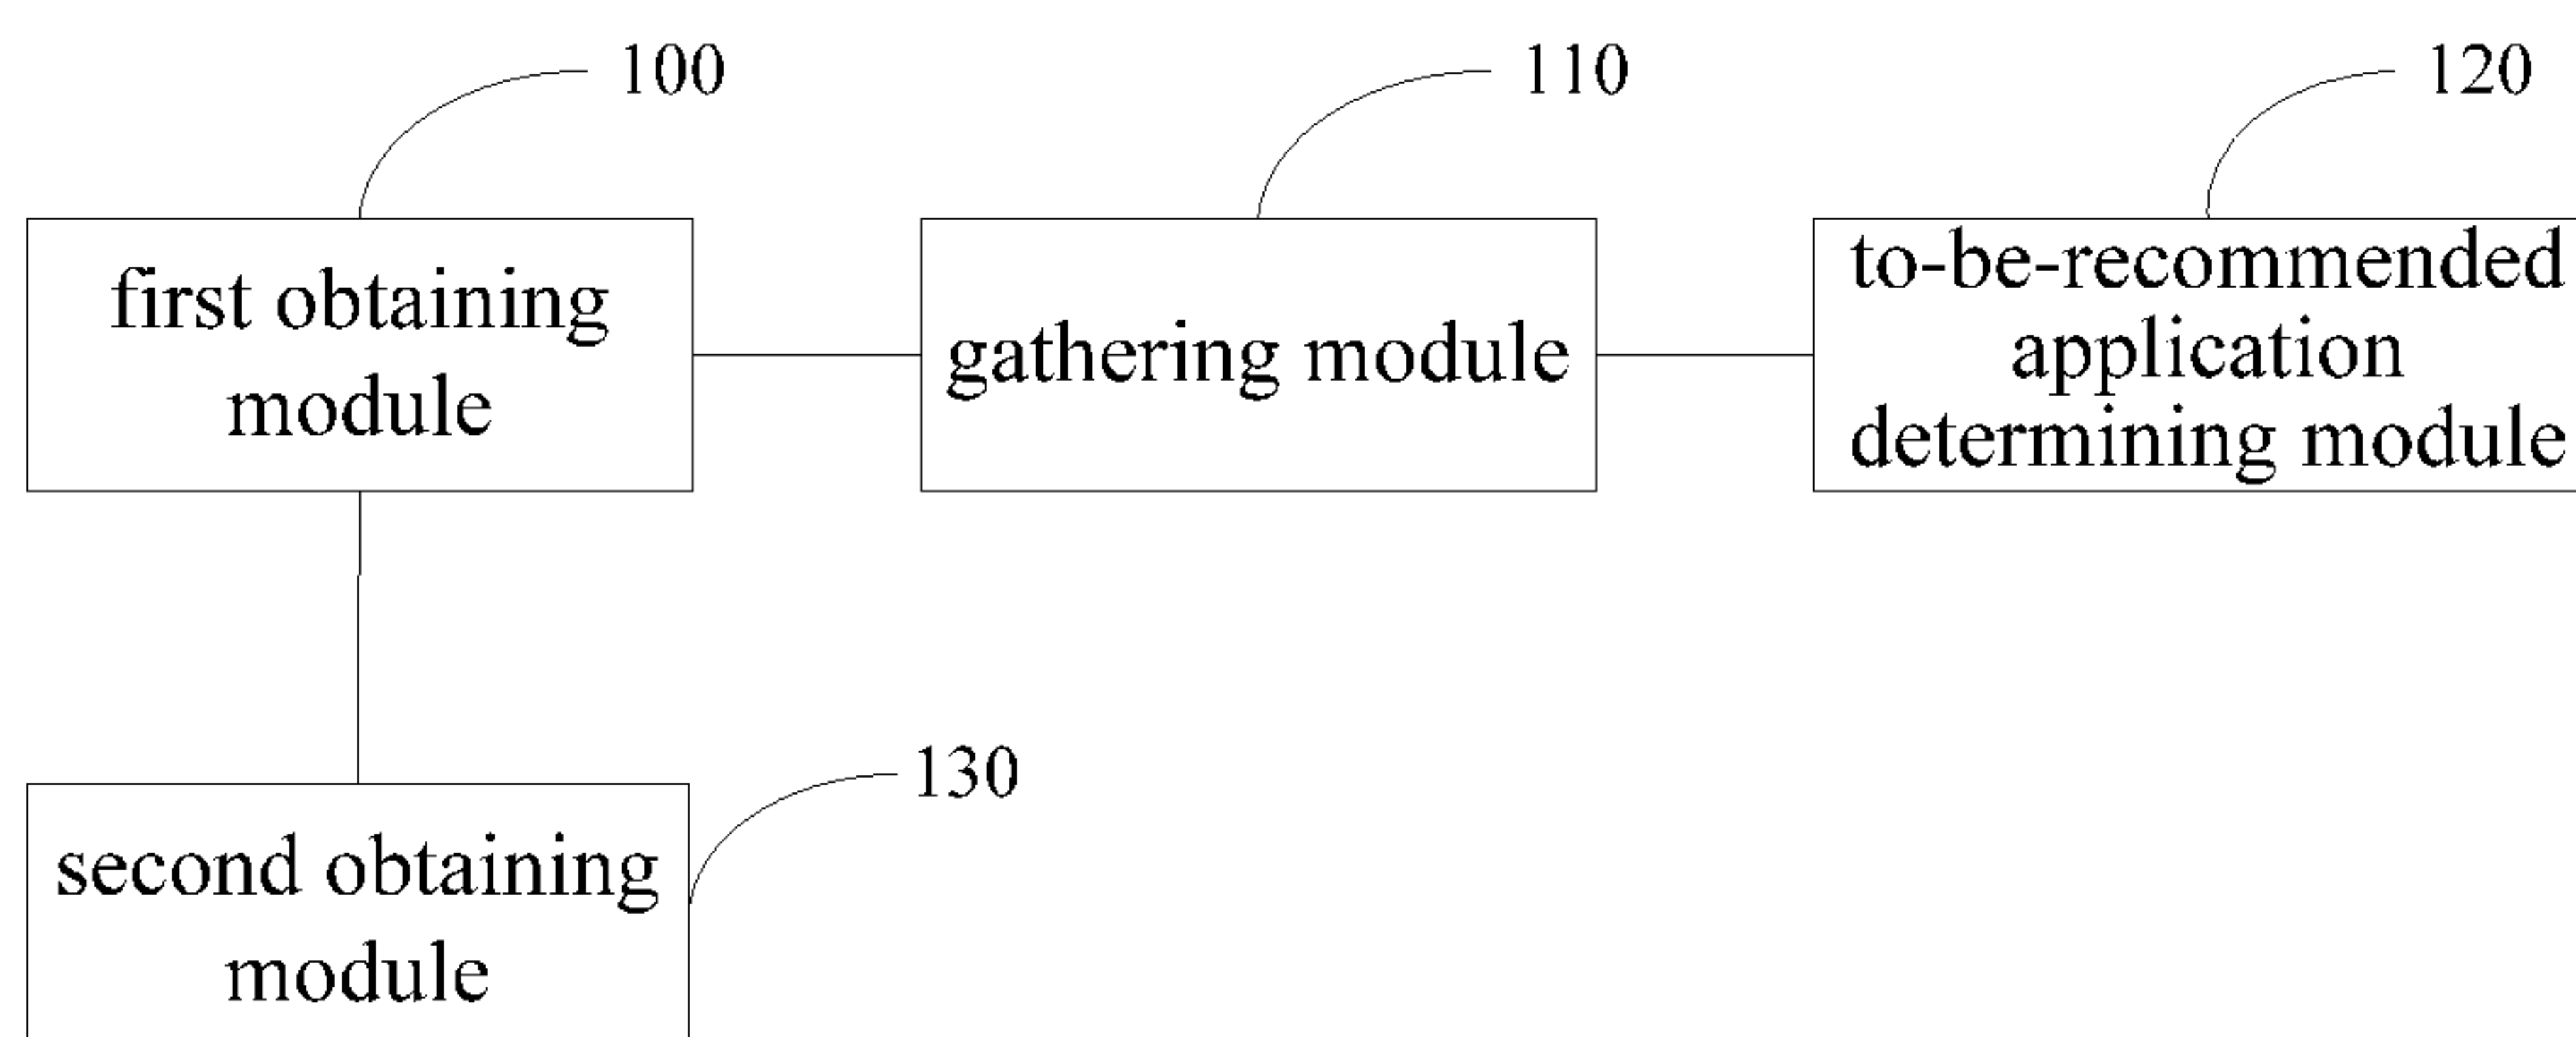 100
110
120
first obtaining
module
gathering module
to-be-recommended
application
determining module
130
second obtaining
module